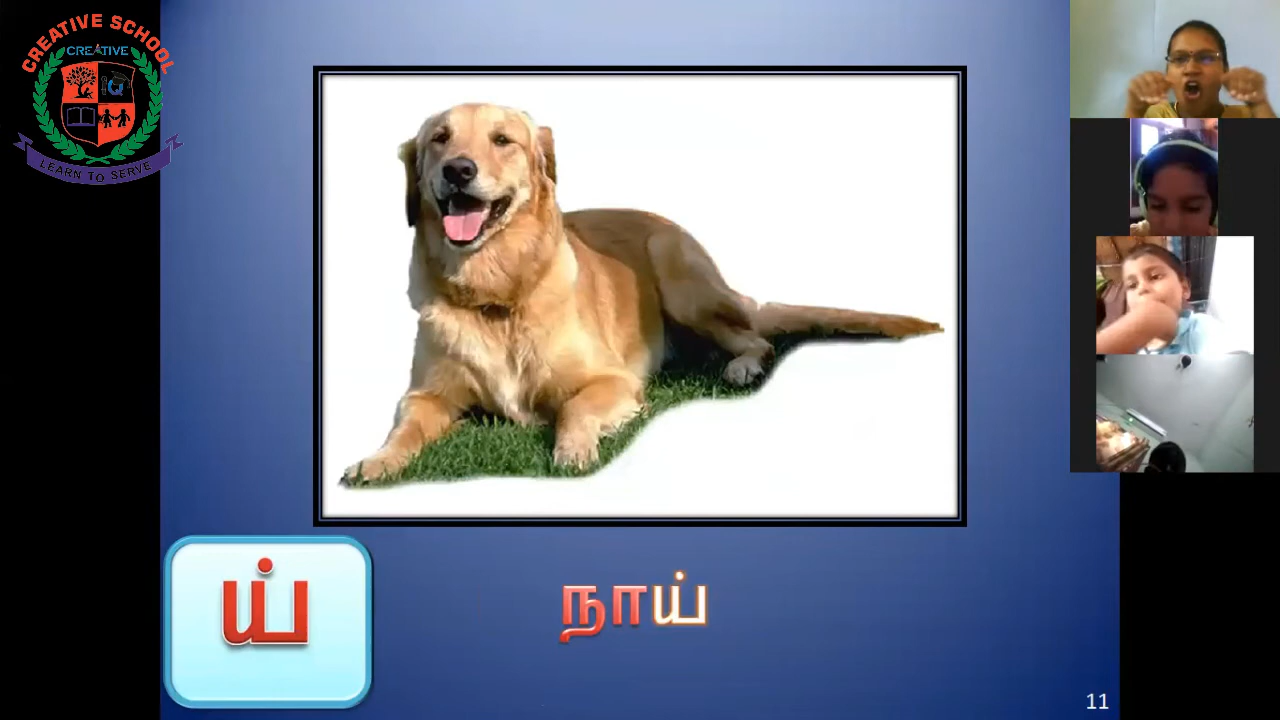 CREATIVE SCHOOL
CREATIVE
LEARN TO SERVE
ய்
நாய்
11